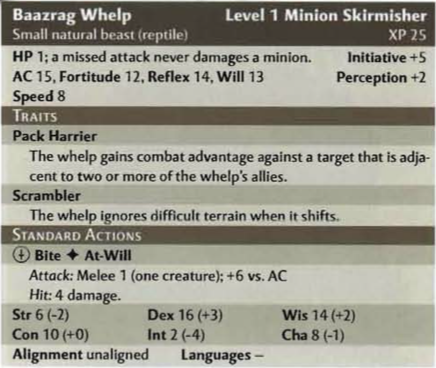 Baazrag Whelp Level 1 Minion Skirmisher
Small natural beast (reptile) XP 25
HP 1; a missed attack never damages a minion. Initiative +5
AC 15, Fortitude 12, Reflex 14, Will 13 Perception +2
Speed 8
TRAITS
Pack Harrier
The whelp gains combat advantage against a target that is adja-
cent to two or more of the whelp's allies.
Scrambler
The whelp ignores difficult terrain when it shifts.
STANDARD ACTIONS
Bite ✦ At-Will
Attack: Melee 1 (one creature); +6 vs. AC
Hit: 4 damage.
Str 6 (-2) Dex 16 (+3) Wis 14 (+2)
Con 10 (+0) Int 2 (-4) Cha 8 (-1)
Alignment unaligned Languages –